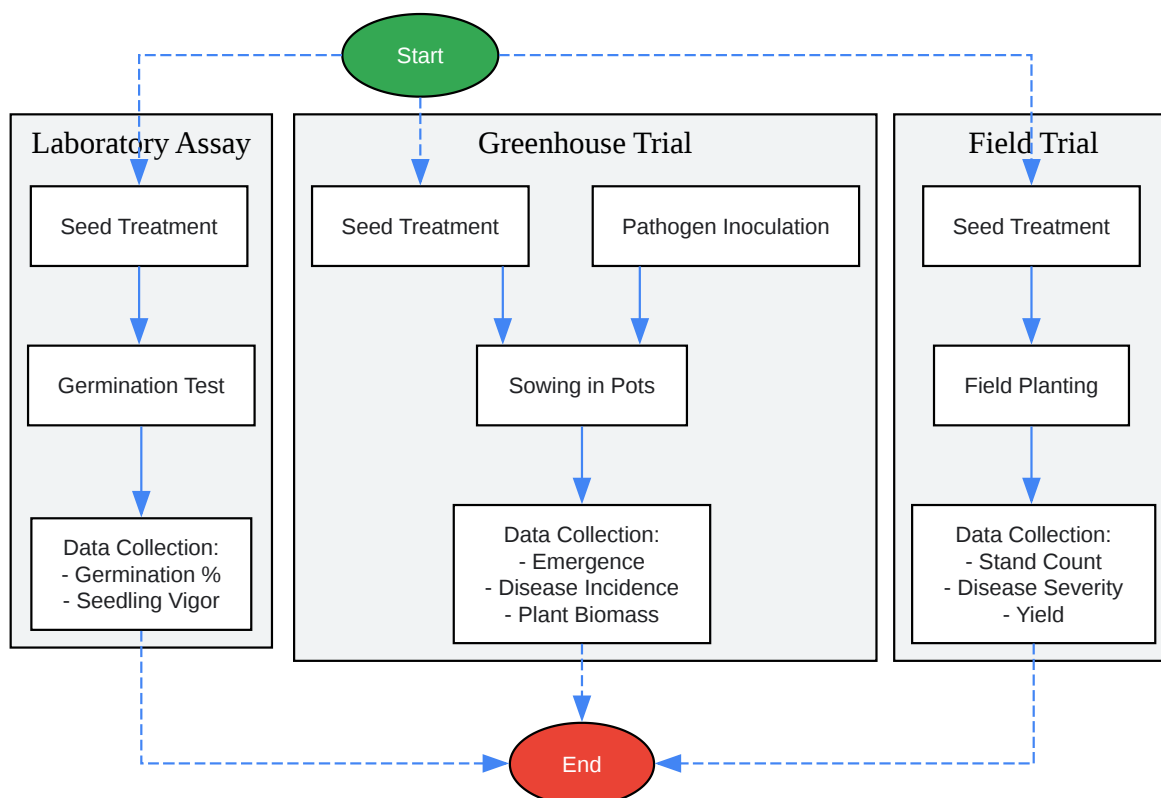 Start
Laboratory Assay
Seed Treatment
Germination Test
Data Collection:
- Germination %
- Seedling Vigor
Greenhouse Trial
Seed Treatment
Pathogen Inoculation
Sowing in Pots
Data Collection:
- Emergence
- Disease Incidence
- Plant Biomass
Field Trial
Seed Treatment
Field Planting
Data Collection:
- Stand Count
- Disease Severity
- Yield
End